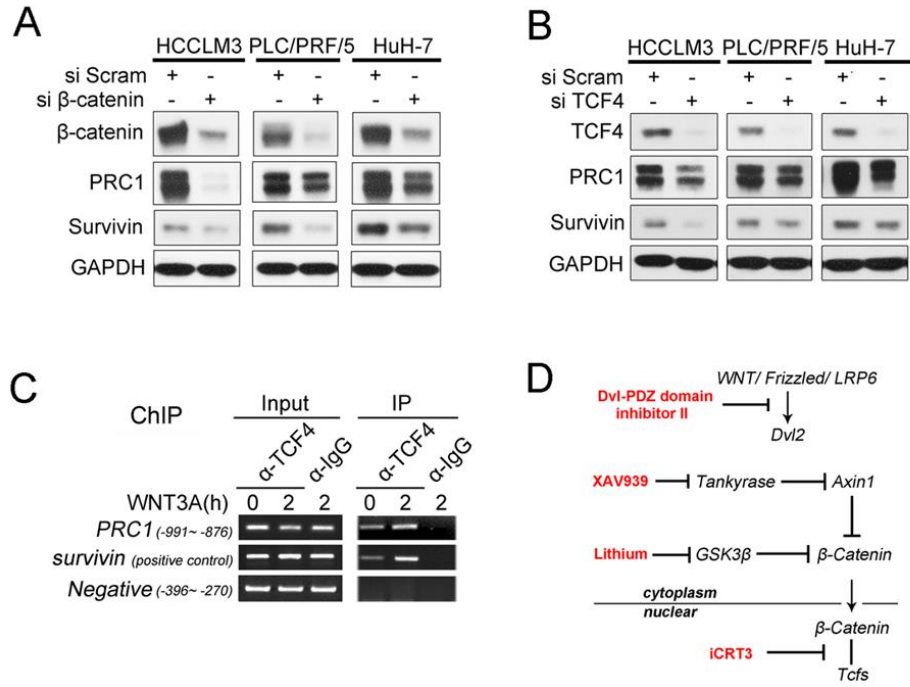 A
HCCLM3 PLC/PRF/5 HuH-7
si Scram + - + - + -
si β-catenin - + - + - +
β-catenin
PRC1
Survivin
GAPDH
B
HCCLM3 PLC/PRF/5 HuH-7
si Scram + - + - + -
si TCF4 - + - + - +
TCF4
PRC1
Survivin
GAPDH
C
ChIP
Input IP
α-TCF4 α-IgG α-TCF4 α-IgG
WNT3A(h) 0 2 2 0 2 2
PRC1 (-991~ -876)
survivin (positive control)
Negative (-396~ -270)
D
WNT/ Frizzled/ LRP6
Dvl-PDZ domain
inhibitor II
Dvl2
XAV939 Tankyrase Axin1
Lithium GSK3β β-Catenin
cytoplasm
nuclear
β-Catenin
iCRT3
Tcfs